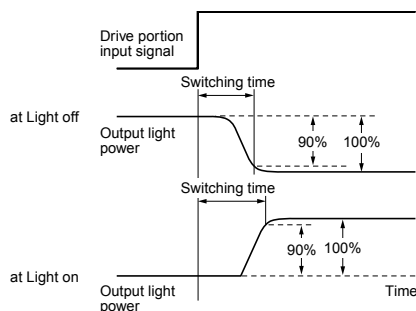 Drive portion
input signal
Switching time
at Light off
Output light
power
90%
100%
Switching time
90%
100%
at Light on
Output light
power
Time